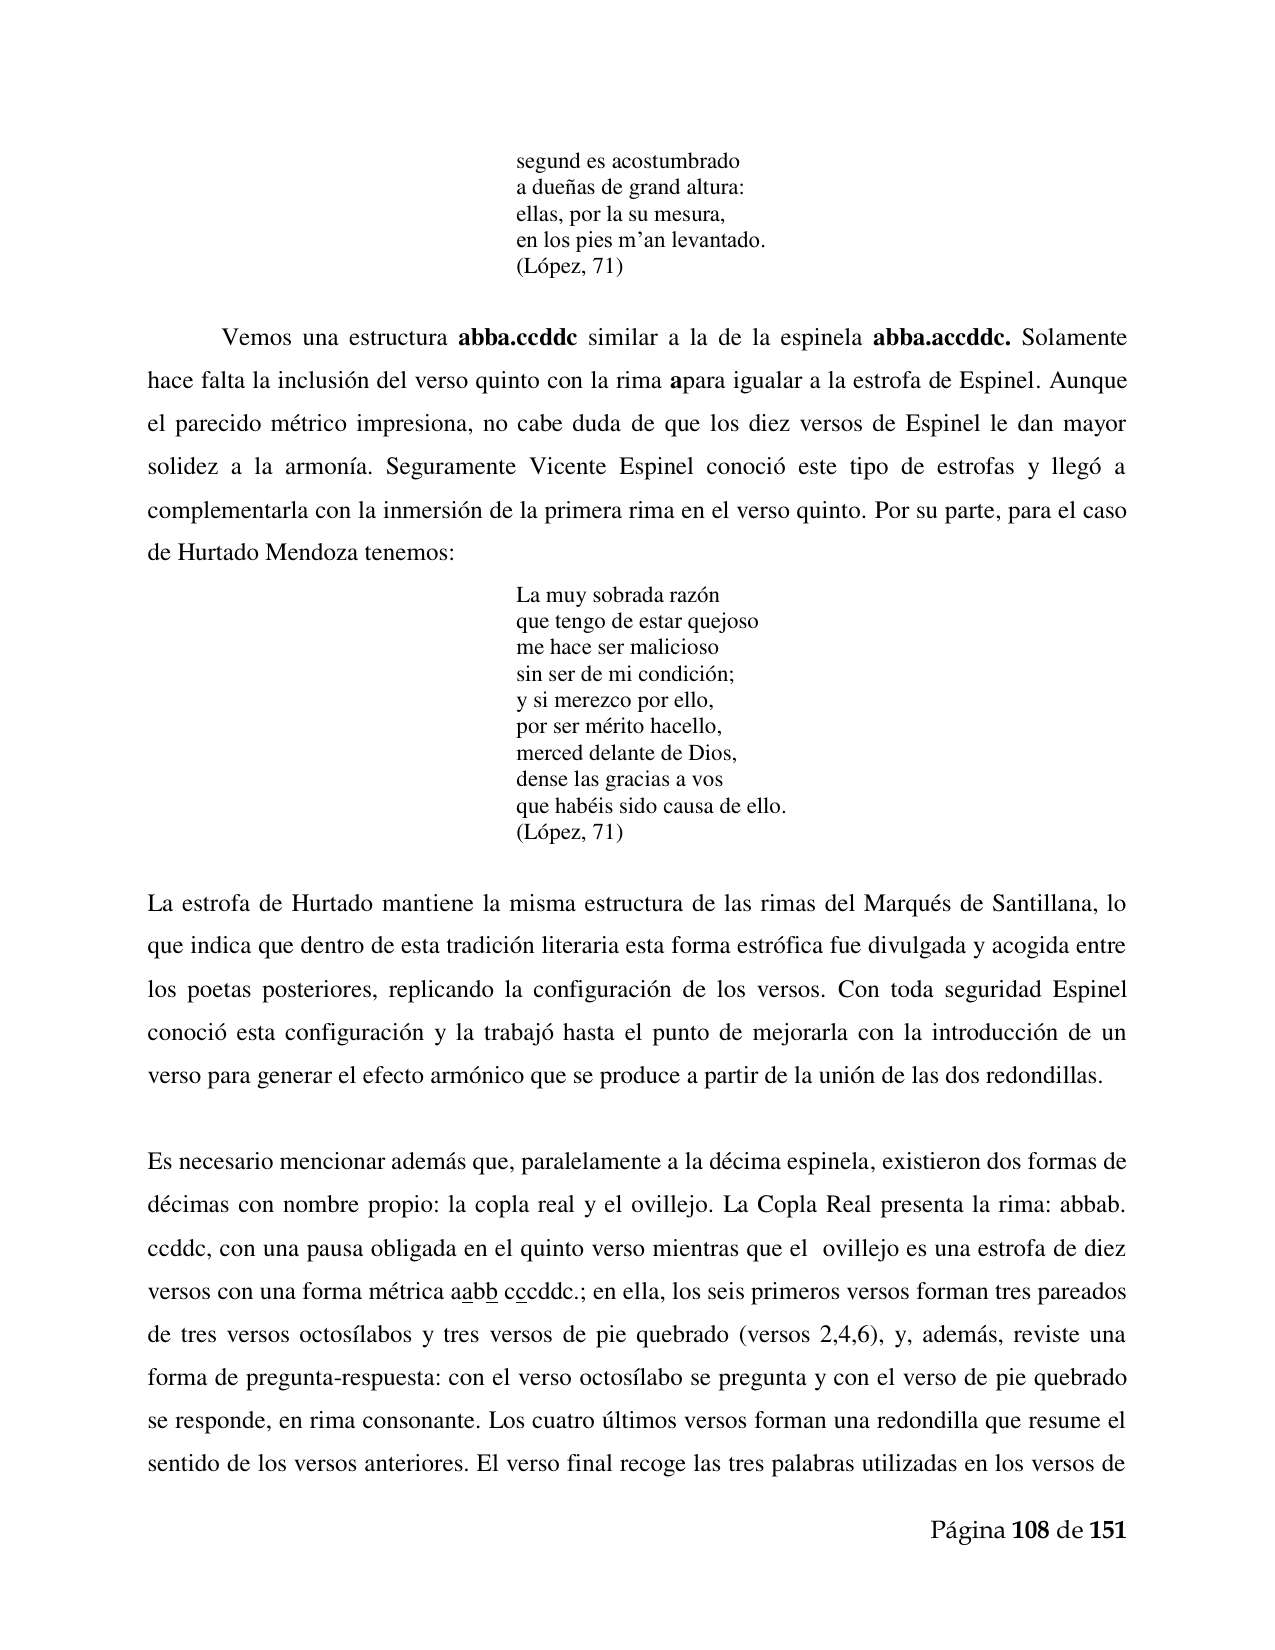 segund es acostumbrado
a dueñas de grand altura:
ellas, por la su mesura,
en los pies m’an levantado.
(López, 71)
Vemos una estructura abba.ccddc similar a la de la espinela abba.accddc. Solamente
hace falta la inclusión del verso quinto con la rima apara igualar a la estrofa de Espinel. Aunque
el parecido métrico impresiona, no cabe duda de que los diez versos de Espinel le dan mayor
solidez a la armonía. Seguramente Vicente Espinel conoció este tipo de estrofas y llegó a
complementarla con la inmersión de la primera rima en el verso quinto. Por su parte, para el caso
de Hurtado Mendoza tenemos:
La muy sobrada razón
que tengo de estar quejoso
me hace ser malicioso
sin ser de mi condición;
y si merezco por ello,
por ser mérito hacello,
merced delante de Dios,
dense las gracias a vos
que habéis sido causa de ello.
(López, 71)
La estrofa de Hurtado mantiene la misma estructura de las rimas del Marqués de Santillana, lo
que indica que dentro de esta tradición literaria esta forma estrófica fue divulgada y acogida entre
los poetas posteriores, replicando la configuración de los versos. Con toda seguridad Espinel
conoció esta configuración y la trabajó hasta el punto de mejorarla con la introducción de un
verso para generar el efecto armónico que se produce a partir de la unión de las dos redondillas.
Es necesario mencionar además que, paralelamente a la décima espinela, existieron dos formas de
décimas con nombre propio: la copla real y el ovillejo. La Copla Real presenta la rima: abbab.
ccddc, con una pausa obligada en el quinto verso mientras que el  ovillejo es una estrofa de diez
versos con una forma métrica aabb cccddc.; en ella, los seis primeros versos forman tres pareados
de tres versos octosílabos y tres versos de pie quebrado (versos 2,4,6), y, además, reviste una
forma de pregunta-respuesta: con el verso octosílabo se pregunta y con el verso de pie quebrado
se responde, en rima consonante. Los cuatro últimos versos forman una redondilla que resume el
sentido de los versos anteriores. El verso final recoge las tres palabras utilizadas en los versos de
Página 108 de 151